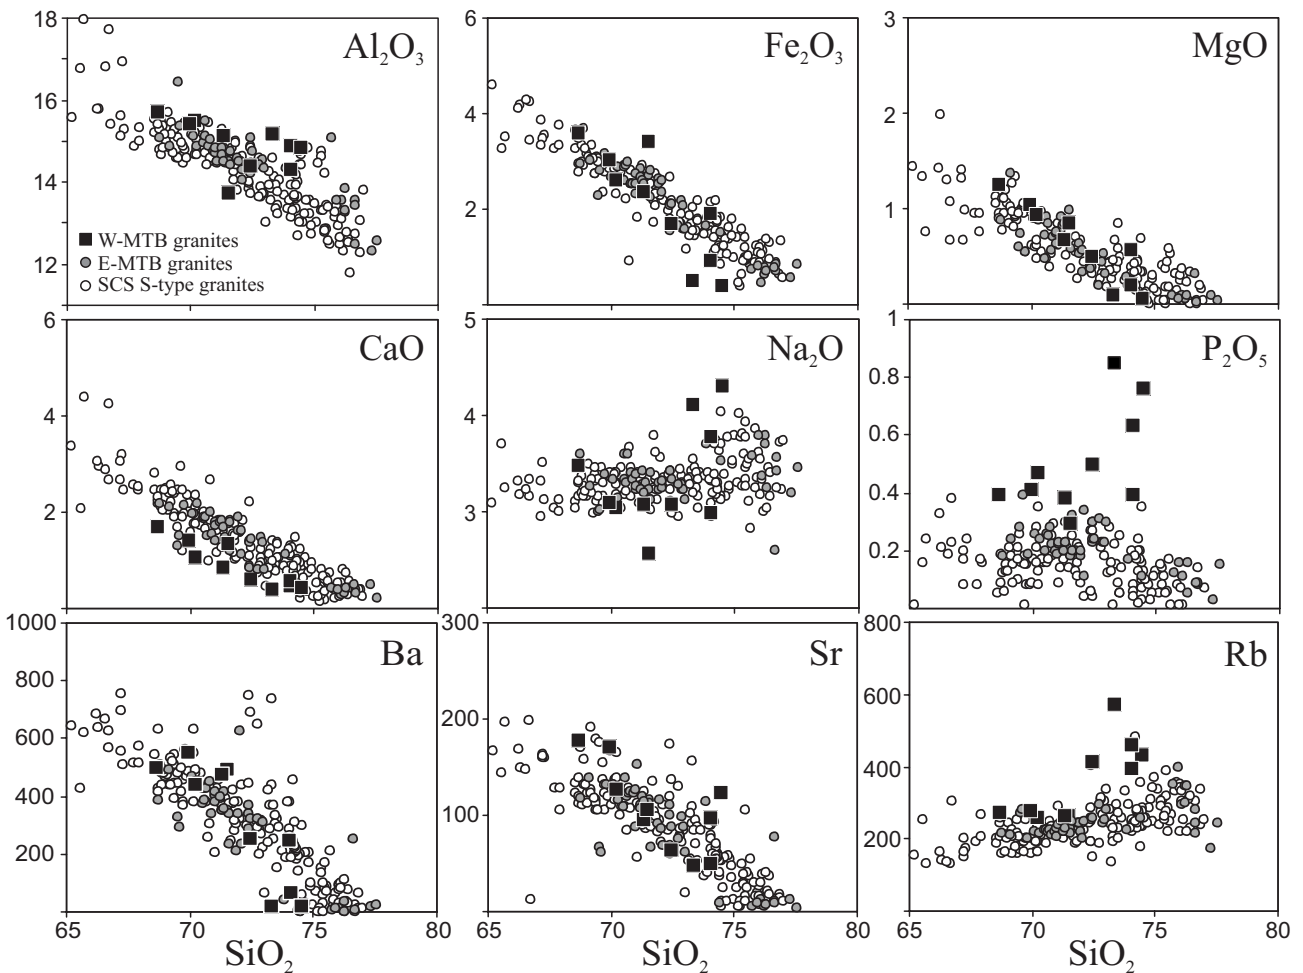 18
16
14
12
Al₂O₃
W-MTB granites
E-MTB granites
SCS S-type granites
6
4
2
Fe₂O₃
3
2
1
MgO
6
4
2
CaO
5
4
3
Na₂O
1
0.8
0.6
0.4
0.2
P₂O₅
1000
800
600
400
200
Ba
300
200
100
Sr
800
600
400
200
Rb
65 70 75 80
SiO₂
65 70 75 80
65 70 75 80
SiO₂